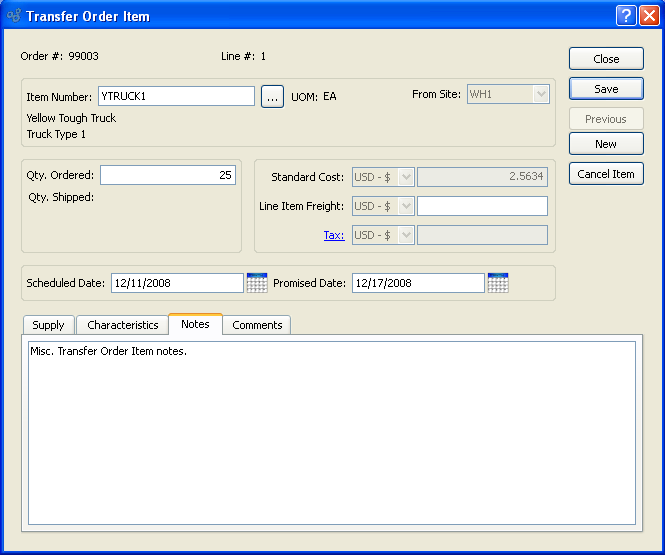 Transfer Order Item
Order #: 99003 Line #: 1
Close
Item Number: YTRUCK1 ... UOM: EA From Site: WH1
Save
Yellow Tough Truck
Previous
Truck Type 1
New
Qty. Ordered: 25 Standard Cost: USD - $ 2.5634
Cancel Item
Qty. Shipped: Line Item Freight: USD - $
Tax: USD - $
Scheduled Date: 12/11/2008 Promised Date: 12/17/2008
Supply Characteristics Notes Comments
Misc. Transfer Order Item notes.